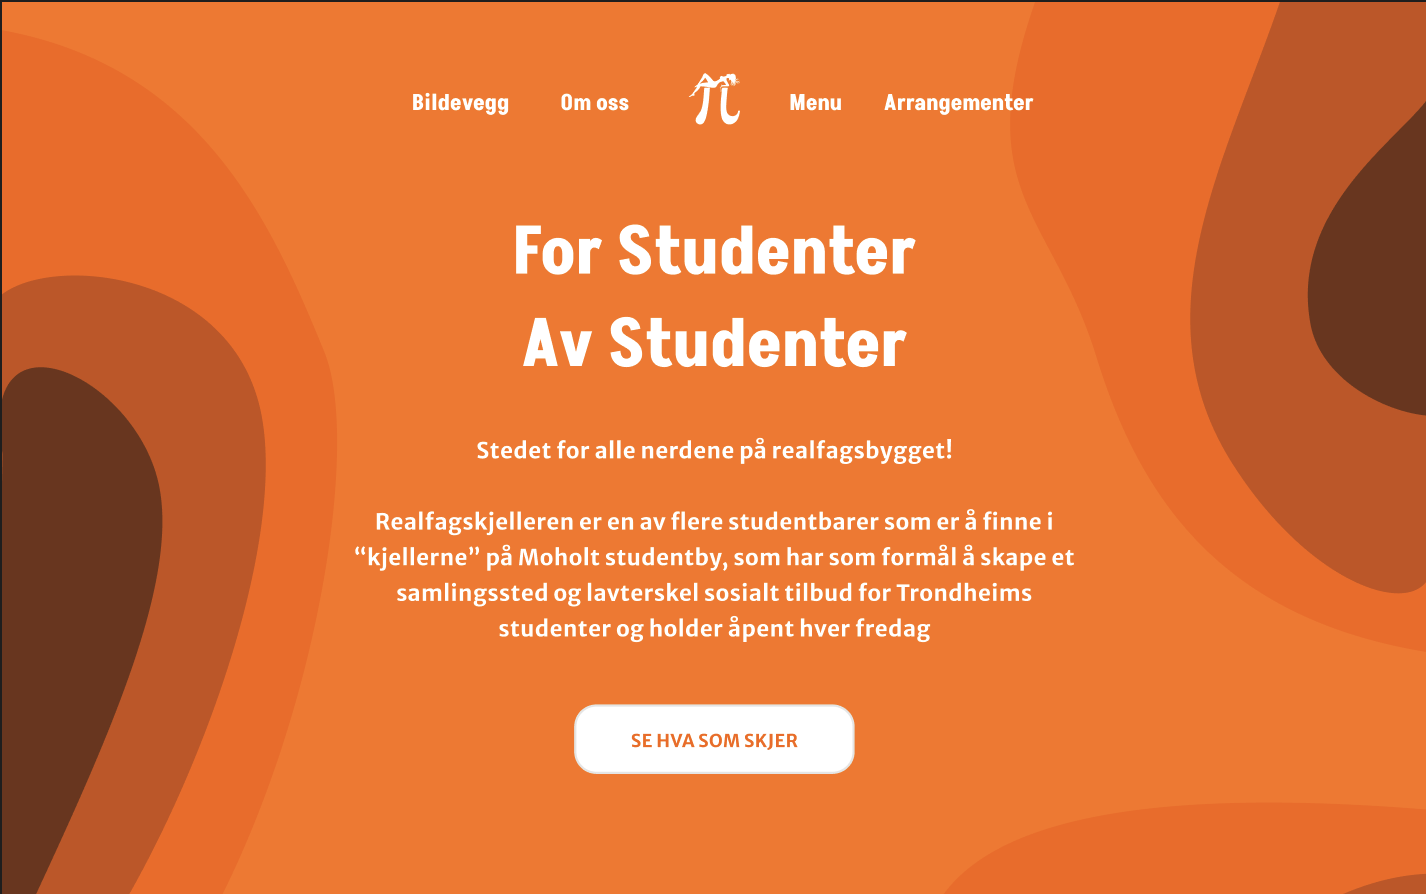 Bildevegg Om oss Menu Arrangementer
For Studenter
Av Studenter
Stedet for alle nerdene på realfagsbygget!
Realfagskjelleren er en av flere studentbarer som er å finne i
“kjellerne” på Moholt studentby, som har som formål å skape et
samlingssted og lavterskel sosialt tilbud for Trondheims
studenter og holder åpent hver fredag
SE HVA SOM SKJER